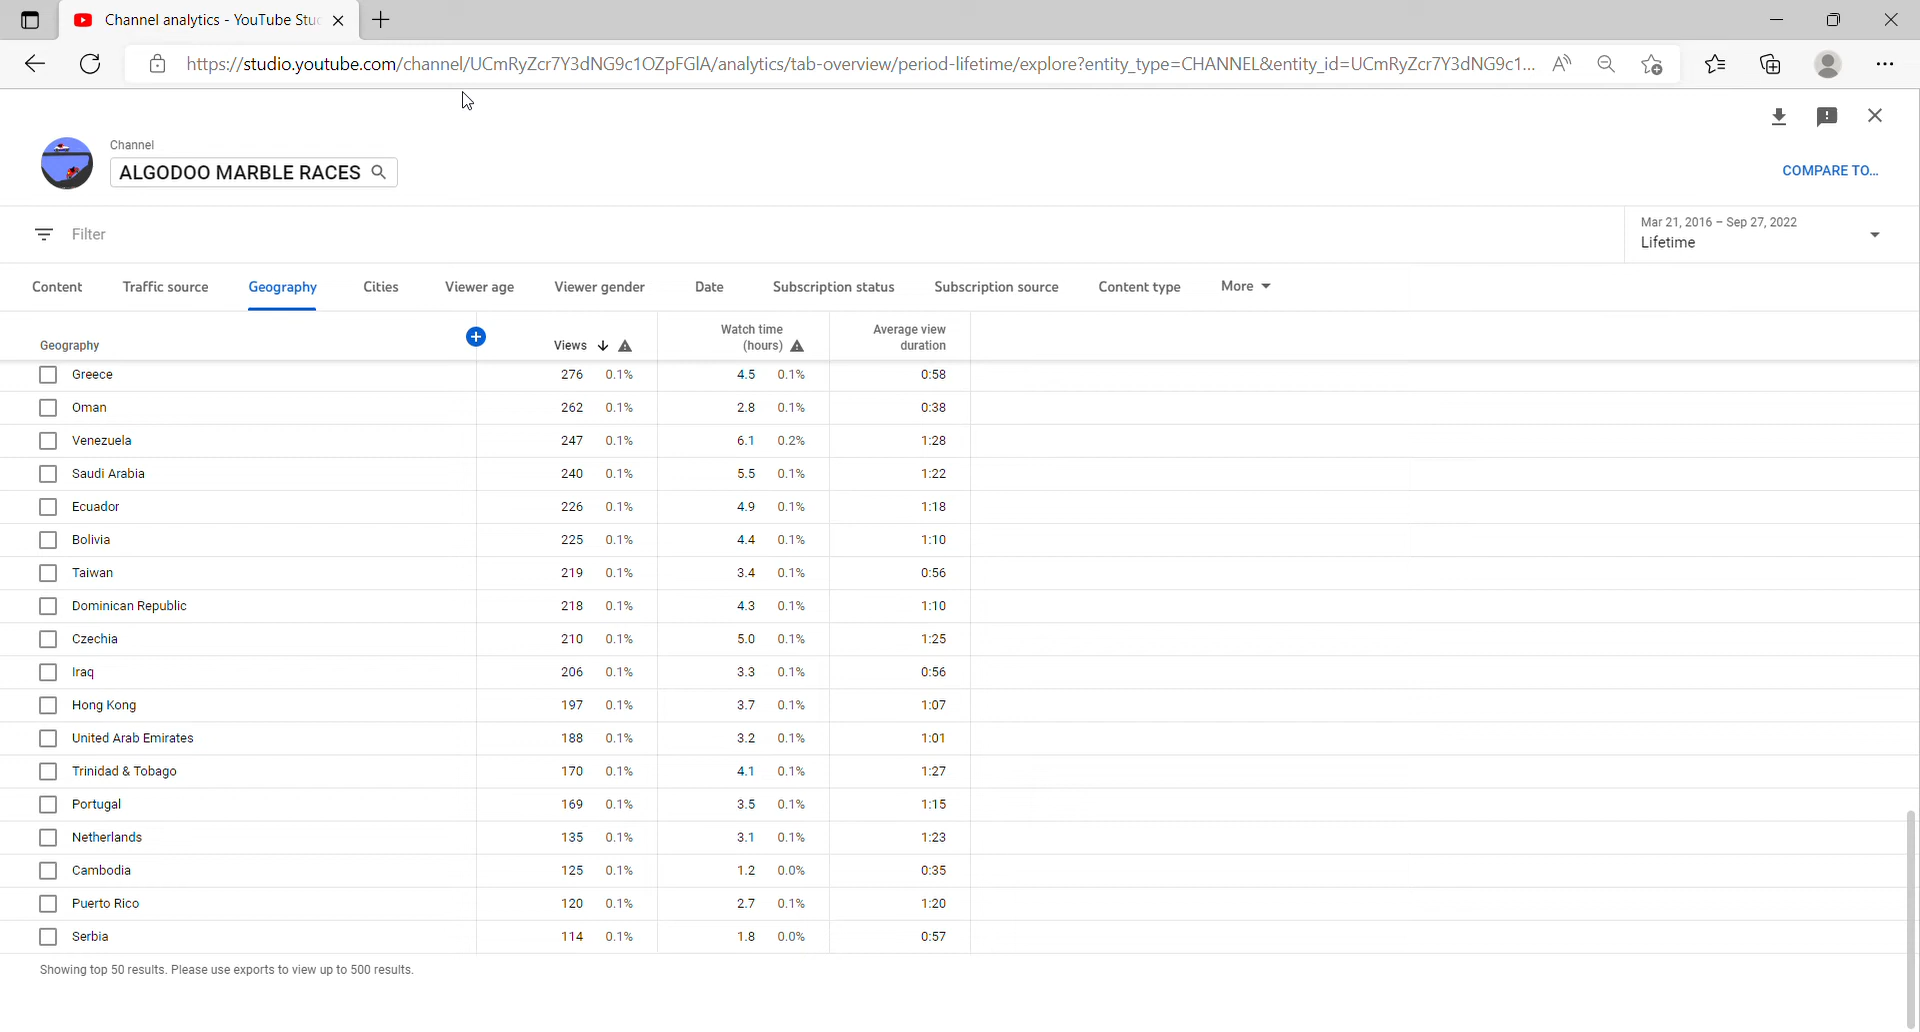 Channel analytics - YouTube Stu
https://studio.youtube.com/channel/UCmRyZcr7Y3dNG9c1OZpFGlA/analytics/tab-overview/period-lifetime/explore?entity_type=CHANNEL&entity_id=UCmRyZcr7Y3dNG9c1...
Channel
ALGODOO MARBLE RACES
COMPARE TO...
Filter
Mar 21, 2016 – Sep 27, 2022
Lifetime
Content Traffic source Geography Cities Viewer age Viewer gender Date Subscription status Subscription source Content type More
Geography Views Watch time (hours) Average view duration
Greece 276 0.1% 4.5 0.1% 0:58
Oman 262 0.1% 2.8 0.1% 0:38
Venezuela 247 0.1% 6.1 0.2% 1:28
Saudi Arabia 240 0.1% 5.5 0.1% 1:22
Ecuador 226 0.1% 4.9 0.1% 1:18
Bolivia 225 0.1% 4.4 0.1% 1:10
Taiwan 219 0.1% 3.4 0.1% 0:56
Dominican Republic 218 0.1% 4.3 0.1% 1:10
Czechia 210 0.1% 5.0 0.1% 1:25
Iraq 206 0.1% 3.3 0.1% 0:56
Hong Kong 197 0.1% 3.7 0.1% 1:07
United Arab Emirates 188 0.1% 3.2 0.1% 1:01
Trinidad & Tobago 170 0.1% 4.1 0.1% 1:27
Portugal 169 0.1% 3.5 0.1% 1:15
Netherlands 135 0.1% 3.1 0.1% 1:23
Cambodia 125 0.1% 1.2 0.0% 0:35
Puerto Rico 120 0.1% 2.7 0.1% 1:20
Serbia 114 0.1% 1.8 0.0% 0:57
Showing top 50 results. Please use exports to view up to 500 results.